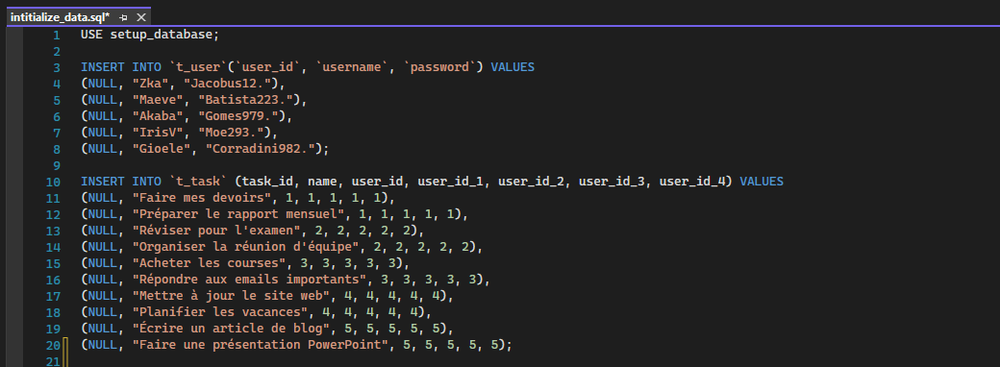 intitialize_data.sql*
1 USE setup_database;
2
3 INSERT INTO `t_user`(`user_id`, `username`, `password`) VALUES
4 (NULL, "Zka", "Jacobus12."),
5 (NULL, "Maeve", "Batista223."),
6 (NULL, "Akaba", "Gomes979."),
7 (NULL, "IrisV", "Moe293."),
8 (NULL, "Gioele", "Corradini982.");
9
10 INSERT INTO `t_task` (task_id, name, user_id, user_id_1, user_id_2, user_id_3, user_id_4) VALUES
11 (NULL, "Faire mes devoirs", 1, 1, 1, 1, 1),
12 (NULL, "Préparer le rapport mensuel", 1, 1, 1, 1, 1),
13 (NULL, "Réviser pour l'examen", 2, 2, 2, 2, 2),
14 (NULL, "Organiser la réunion d'équipe", 2, 2, 2, 2, 2),
15 (NULL, "Acheter les courses", 3, 3, 3, 3, 3),
16 (NULL, "Répondre aux emails importants", 3, 3, 3, 3, 3),
17 (NULL, "Mettre à jour le site web", 4, 4, 4, 4, 4),
18 (NULL, "Planifier les vacances", 4, 4, 4, 4, 4),
19 (NULL, "Écrire un article de blog", 5, 5, 5, 5, 5),
20 (NULL, "Faire une présentation PowerPoint", 5, 5, 5, 5, 5);
21